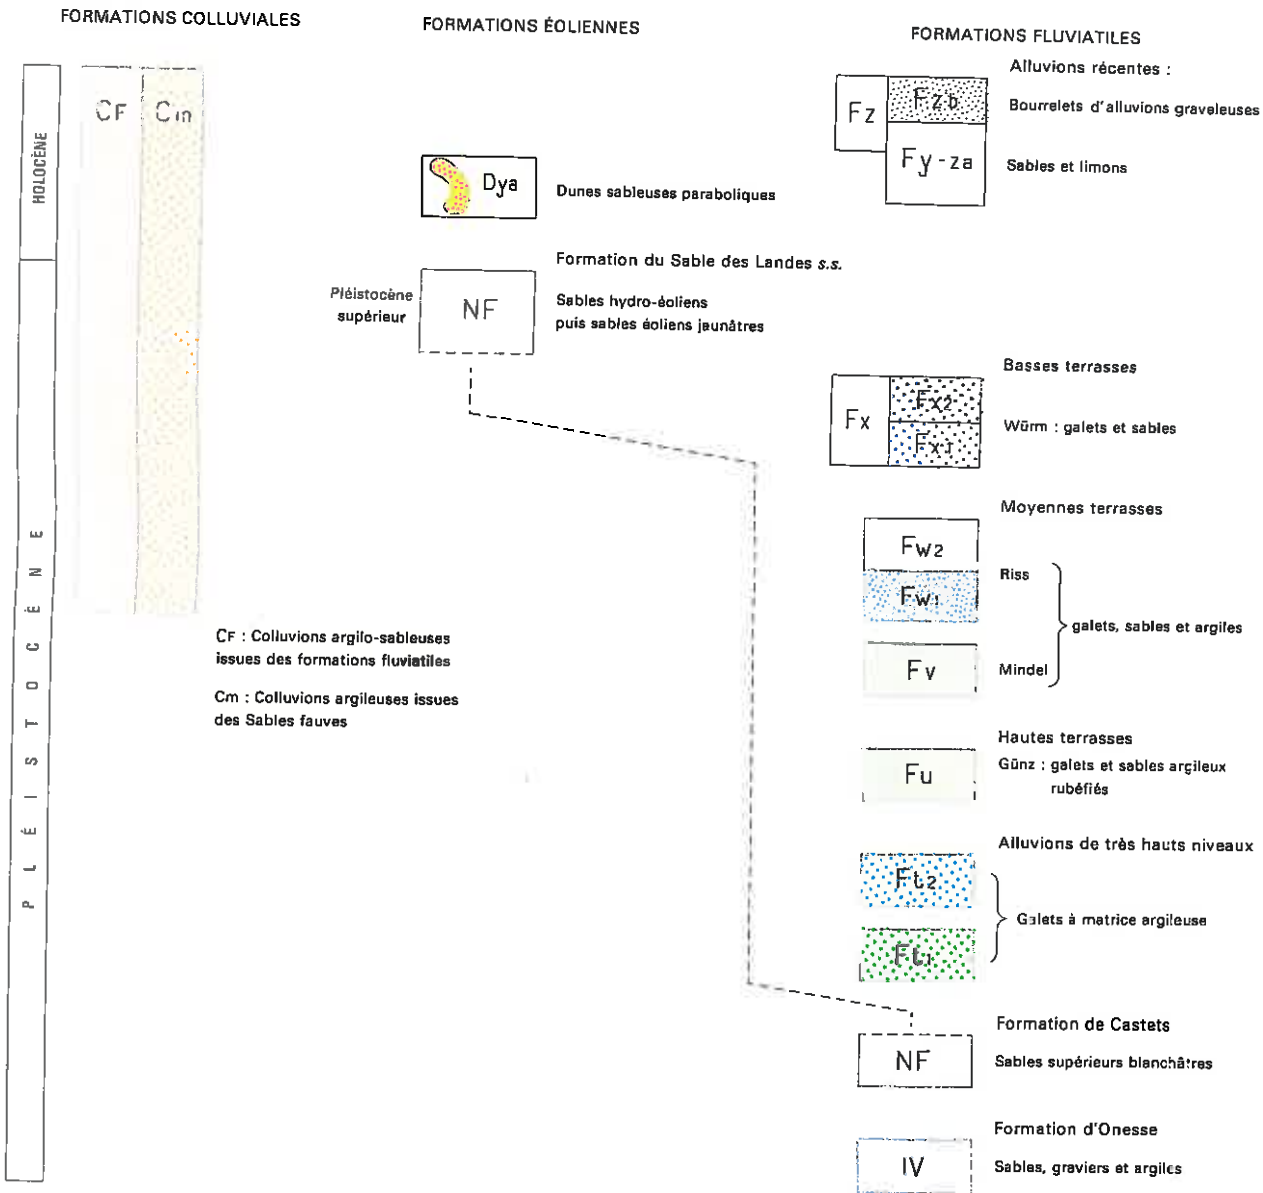 FORMATIONS COLLUVIALES
FORMATIONS ÉOLIENNES
FORMATIONS FLUVIATILES
HOLOCÈNE
PLÉISTOCÈNE
CF
Cm
CF : Colluvions argilo-sableuses
issues des formations fluviatiles
Cm : Colluvions argileuses issues
des Sables fauves
Dya
Dunes sableuses paraboliques
Formation du Sable des Landes s.s.
Pléistocène
supérieur
NF
Sables hydro-éoliens
puis sables éoliens jaunâtres
Alluvions récentes :
Fz
Fzb
Bourrelets d'alluvions graveleuses
Fy-za
Sables et limons
Basses terrasses
Fx
Fx2
Fx1
Würm : galets et sables
Moyennes terrasses
Fw2
Riss
Fw1
galets, sables et argiles
Fv
Mindel
Hautes terrasses
Fu
Günz : galets et sables argileux
rubéfiés
Alluvions de très hauts niveaux
Ft2
Galets à matrice argileuse
Ft1
Formation de Castets
NF
Sables supérieurs blanchâtres
Formation d'Onesse
IV
Sables, graviers et argiles